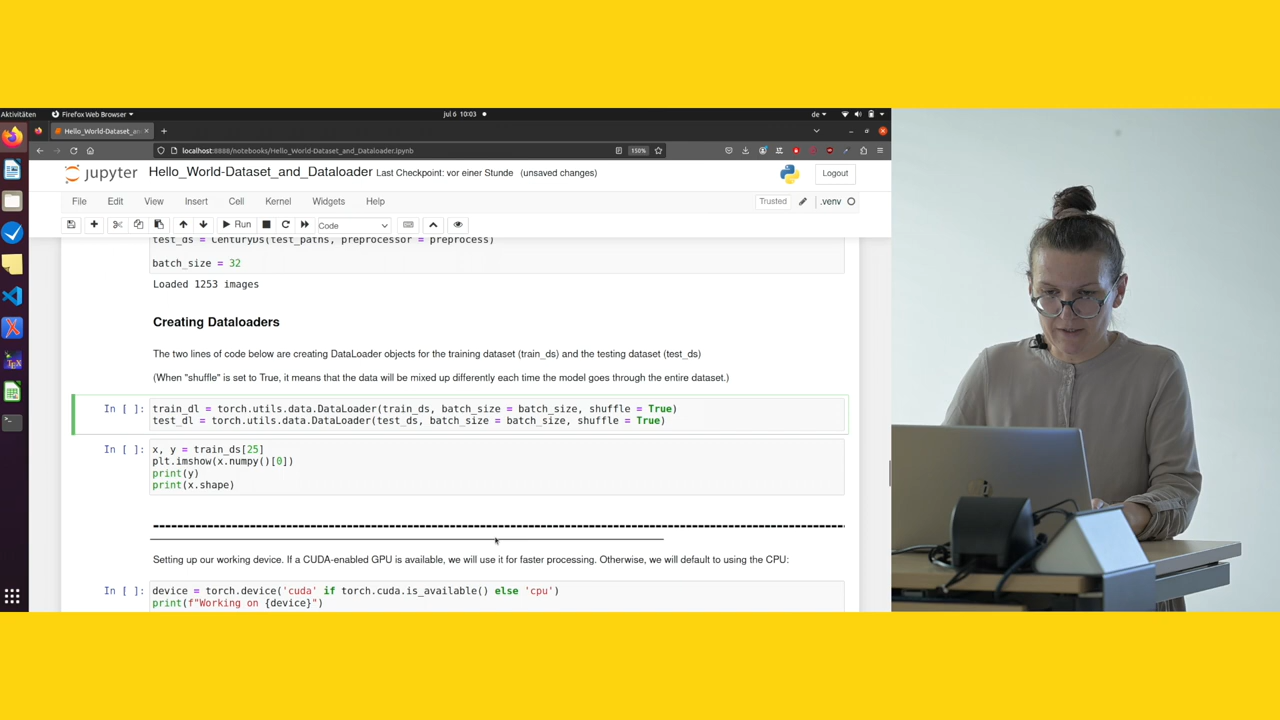 Aktivitäten
Firefox Web Browser
Jul 6 10:03
de
Hello_World-Dataset_an
localhost:8888/notebooks/Hello_World-Dataset_and_Dataloader.ipynb
150%
jupyter
Hello_World-Dataset_and_Dataloader Last Checkpoint: vor einer Stunde (unsaved changes)
Logout
File Edit View Insert Cell Kernel Widgets Help
Trusted
.venv
Run
Code
test_ds = CenturyDS(test_paths, preprocessor = preprocess)
batch_size = 32
Loaded 1253 images
Creating Dataloaders
The two lines of code below are creating DataLoader objects for the training dataset (train_ds) and the testing dataset (test_ds)
(When "shuffle" is set to True, it means that the data will be mixed up differently each time the model goes through the entire dataset.)
In [ ]: train_dl = torch.utils.data.DataLoader(train_ds, batch_size = batch_size, shuffle = True)
test_dl = torch.utils.data.DataLoader(test_ds, batch_size = batch_size, shuffle = True)
In [ ]: x, y = train_ds[25]
plt.imshow(x.numpy()[0])
print(y)
print(x.shape)
Setting up our working device. If a CUDA-enabled GPU is available, we will use it for faster processing. Otherwise, we will default to using the CPU:
In [ ]: device = torch.device('cuda' if torch.cuda.is_available() else 'cpu')
print(f"Working on {device}")